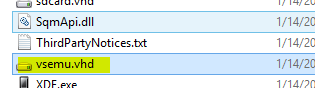 sdcard.vhd 1/14/20
SqmApi.dll 1/14/20
ThirdPartyNotices.txt 1/14/20
vsemu.vhd 1/14/20
XDE.exe 1/14/20